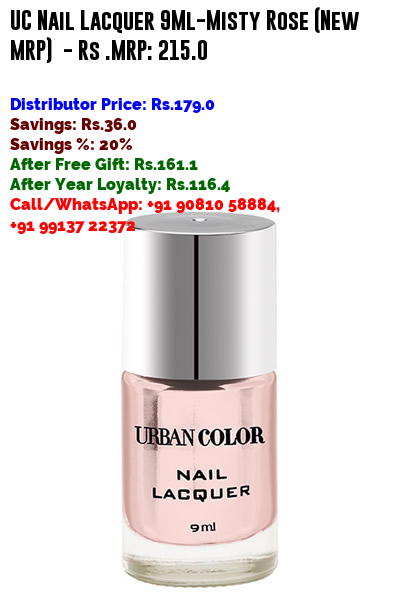 UC Nail Lacquer 9Ml-Misty Rose (New
MRP) - Rs .MRP: 215.0
Distributor Price: Rs.179.0
Savings: Rs.36.0
Savings %: 20%
After Free Gift: Rs.161.1
After Year Loyalty: Rs.116.4
Call/WhatsApp: +91 90810 58884,
+91 99137 22372
URBAN COLOR
NAIL
LACQUER
9ml